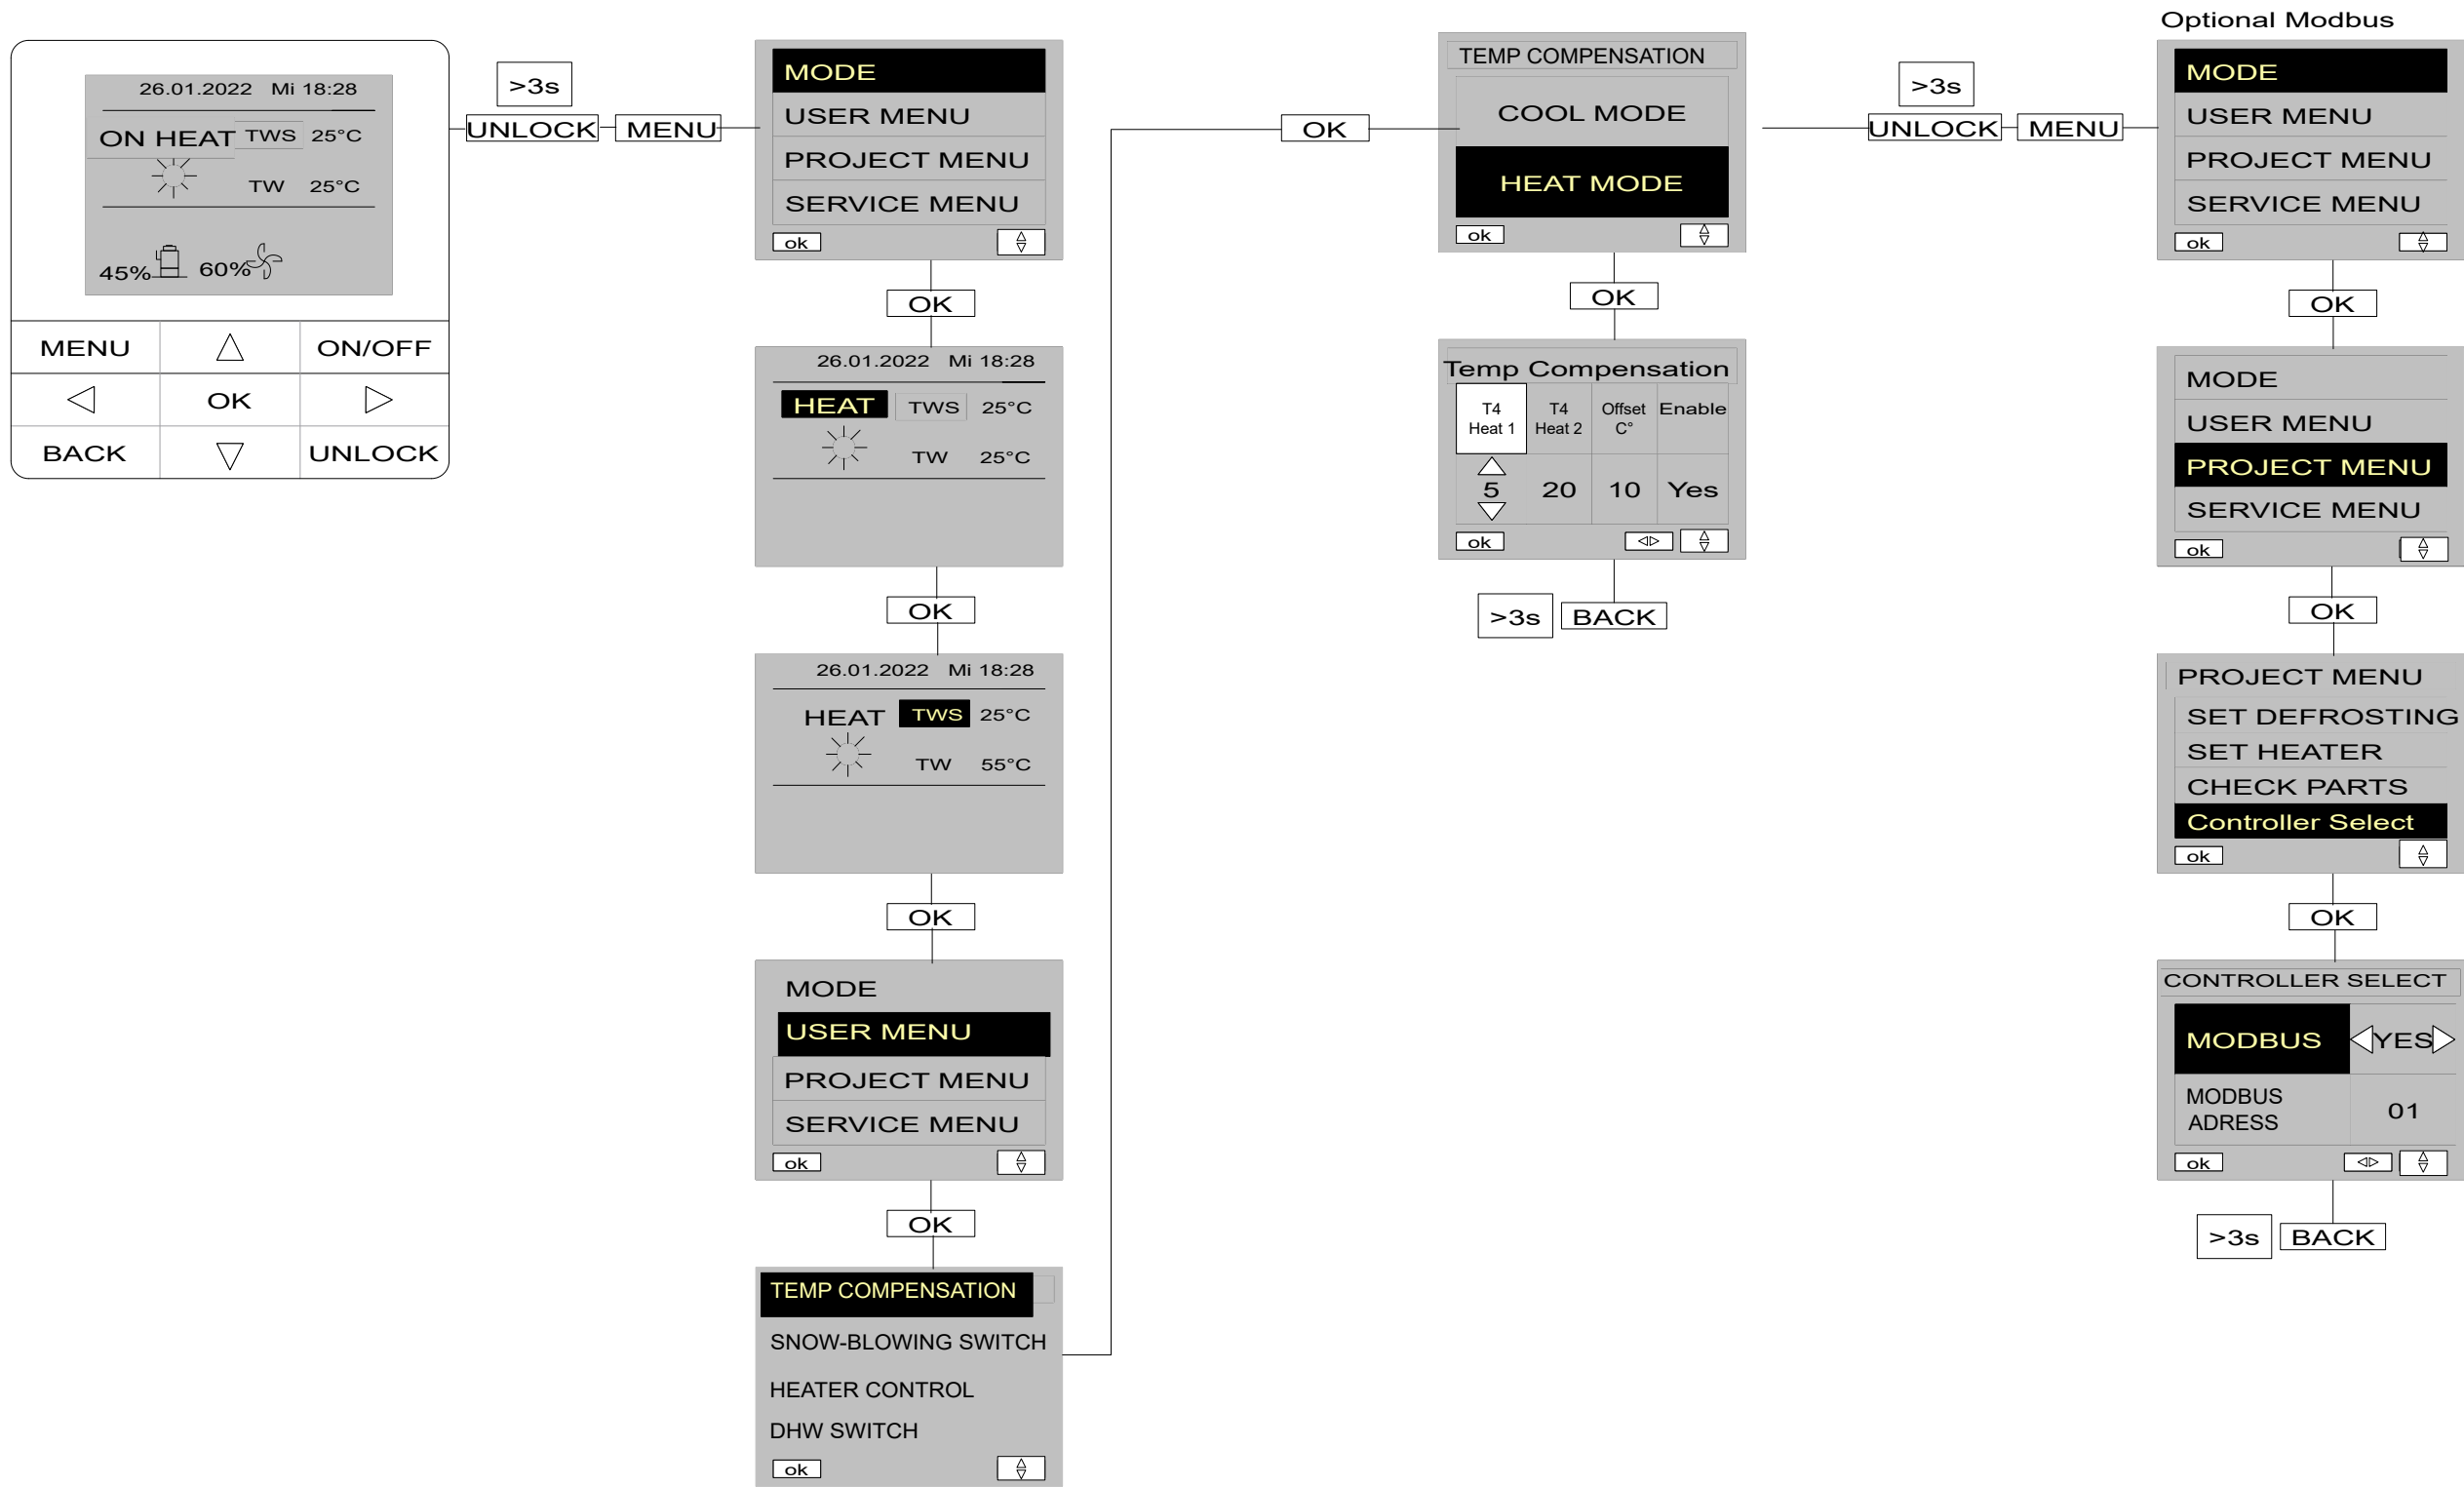 26.01.2022 Mi 18:28
ON HEAT TWS 25°C
TW 25°C
45% 60%
MENU ON/OFF
OK
BACK UNLOCK
>3s
UNLOCK MENU
MODE
USER MENU
PROJECT MENU
SERVICE MENU
ok
OK
26.01.2022 Mi 18:28
HEAT TWS 25°C
TW 25°C
OK
26.01.2022 Mi 18:28
HEAT TWS 25°C
TW 55°C
OK
MODE
USER MENU
PROJECT MENU
SERVICE MENU
ok
OK
TEMP COMPENSATION
SNOW-BLOWING SWITCH
HEATER CONTROL
DHW SWITCH
ok
OK
TEMP COMPENSATION
COOL MODE
HEAT MODE
ok
OK
Temp Compensation
T4 T4 Offset Enable
Heat 1 Heat 2 C°
5 20 10 Yes
ok
>3s BACK
>3s
UNLOCK MENU
Optional Modbus
MODE
USER MENU
PROJECT MENU
SERVICE MENU
ok
OK
MODE
USER MENU
PROJECT MENU
SERVICE MENU
ok
OK
PROJECT MENU
SET DEFROSTING
SET HEATER
CHECK PARTS
Controller Select
ok
OK
CONTROLLER SELECT
MODBUS YES
MODBUS
ADRESS 01
ok
>3s BACK